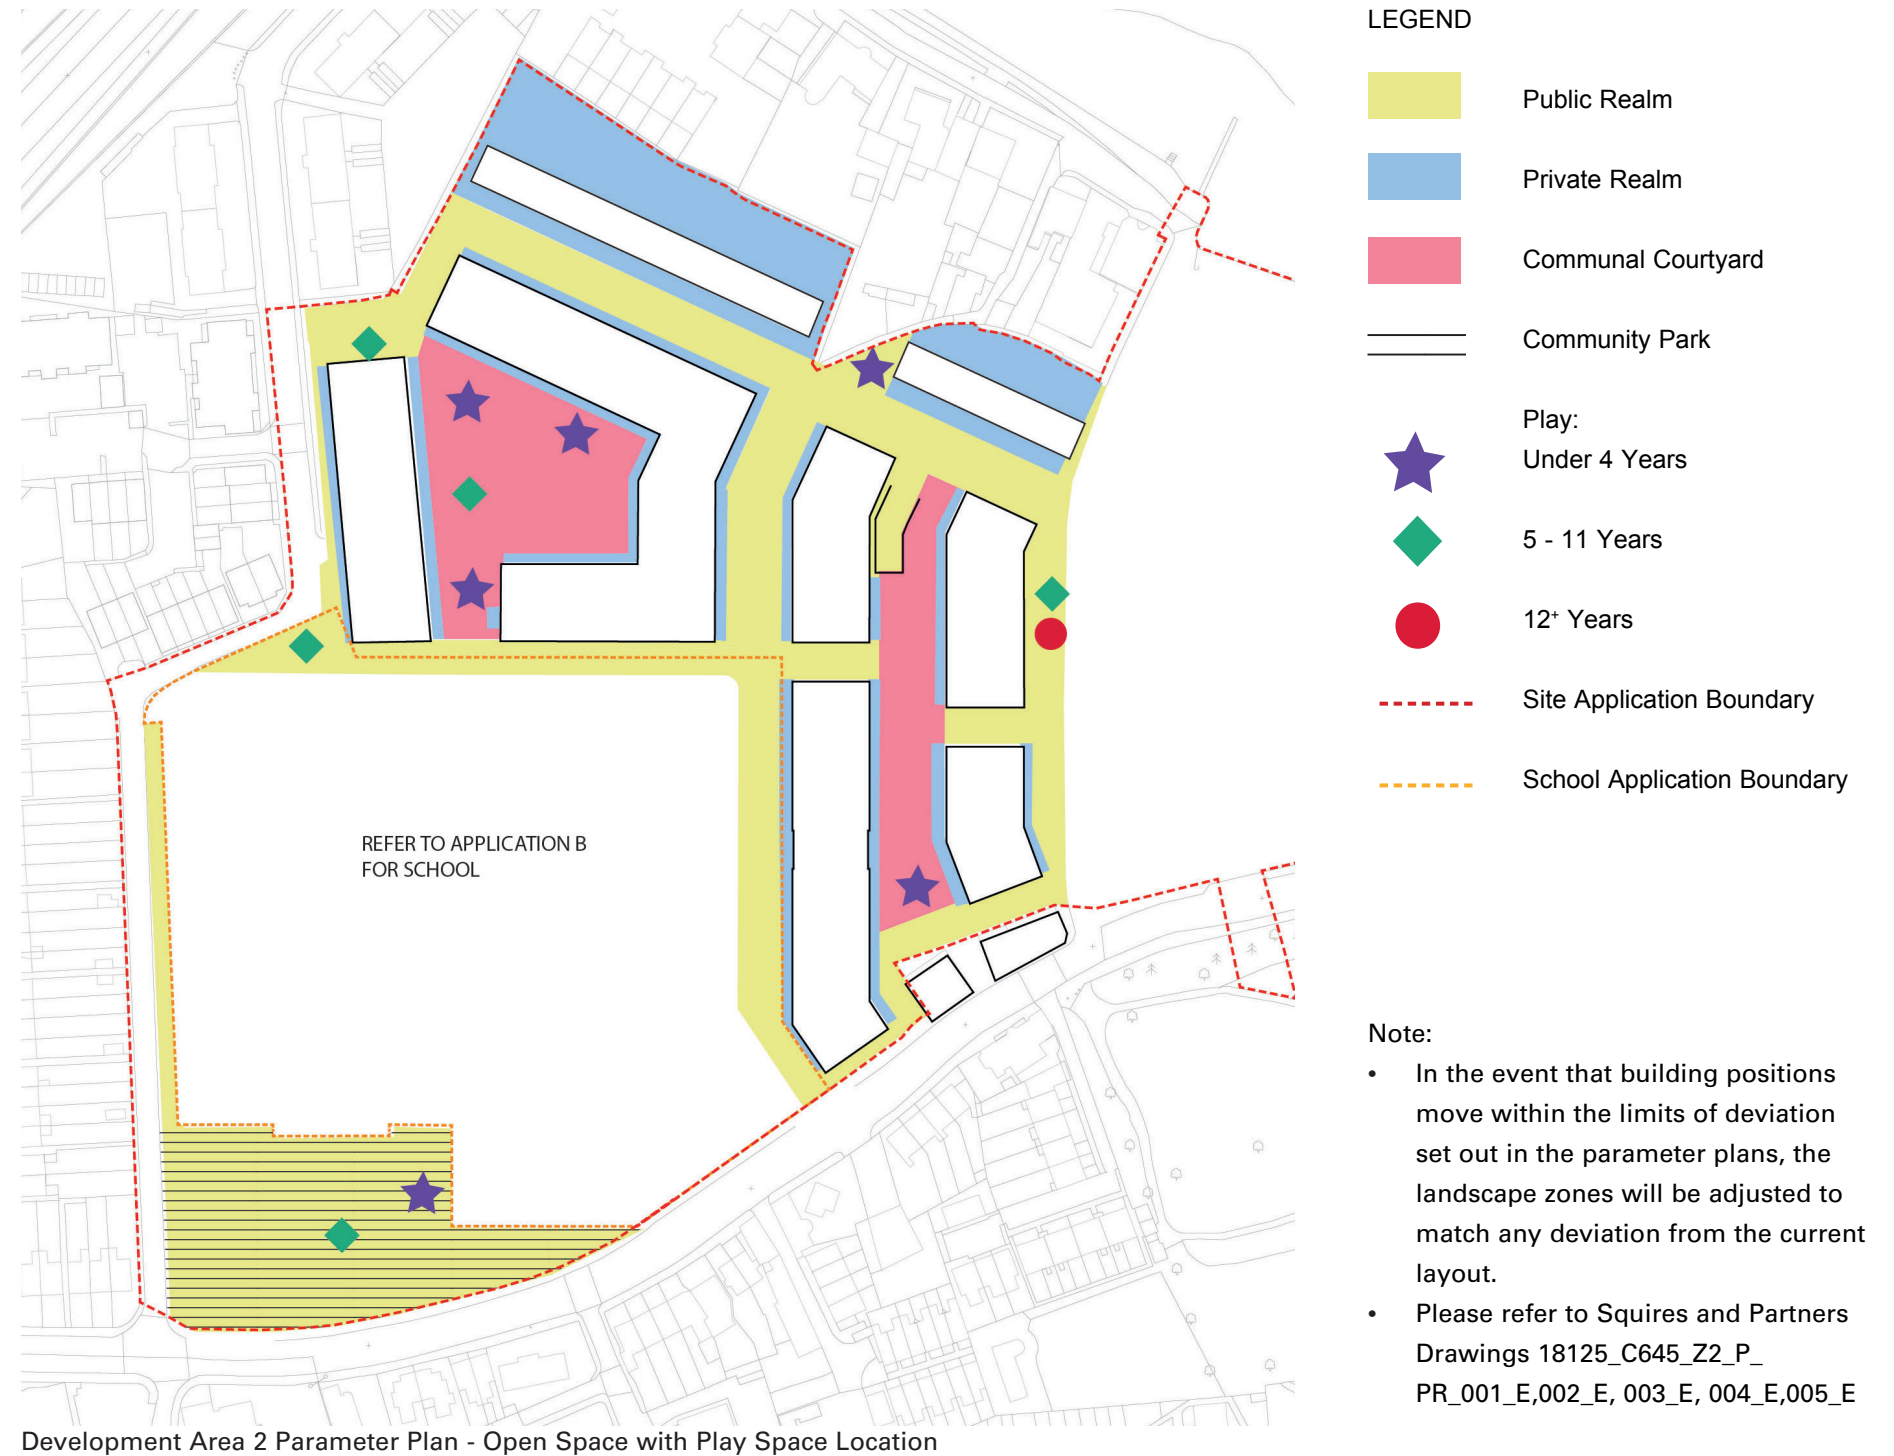 LEGEND
Public Realm
Private Realm
Communal Courtyard
Community Park
Play:
Under 4 Years
5 - 11 Years
12+ Years
Site Application Boundary
School Application Boundary
REFER TO APPLICATION B
FOR SCHOOL
Note:
• In the event that building positions
move within the limits of deviation
set out in the parameter plans, the
landscape zones will be adjusted to
match any deviation from the current
layout.
• Please refer to Squires and Partners
Drawings 18125_C645_Z2_P_
PR_001_E,002_E, 003_E, 004_E,005_E
Development Area 2 Parameter Plan - Open Space with Play Space Location